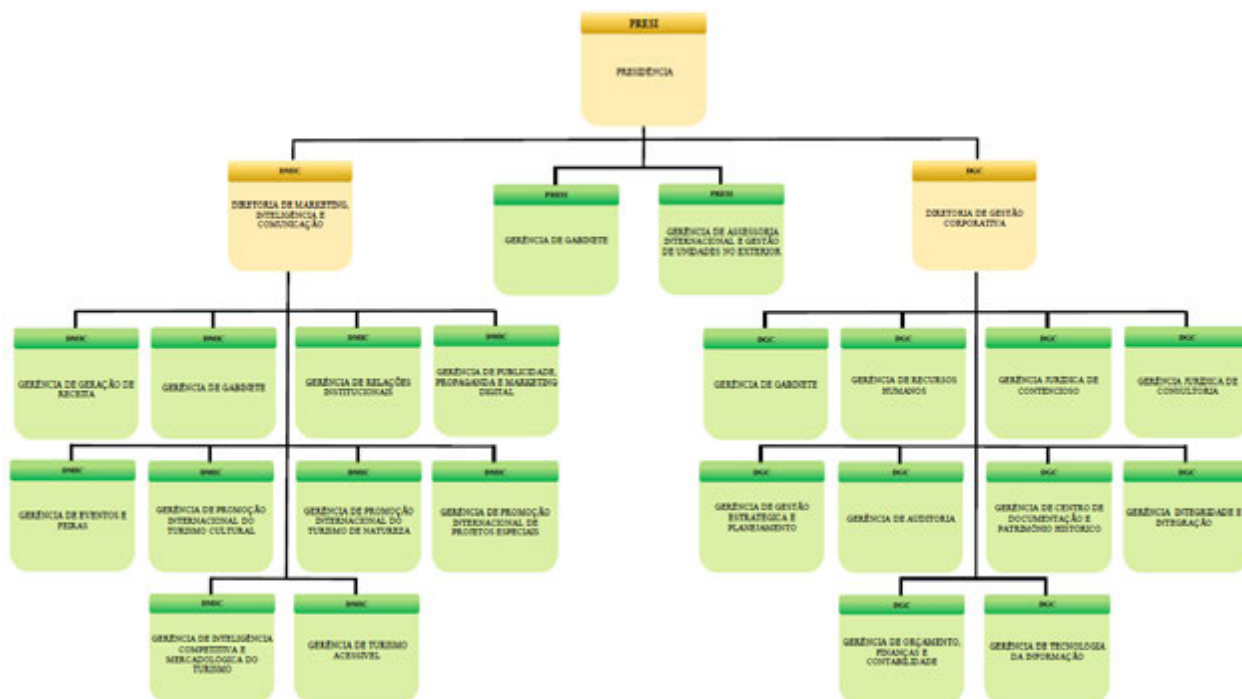 PRESI
PRESIDÊNCIA
DMIC
DIRETORIA DE MARKETING,
INTELIGÊNCIA E
COMUNICAÇÃO
PRESI
GERÊNCIA DE GABINETE
PRESI
GERÊNCIA DE ASSESSORIA
INTERNACIONAL E GESTÃO
DE UNIDADES NO EXTERIOR
DGC
DIRETORIA DE GESTÃO
CORPORATIVA
DMIC
GERÊNCIA DE GERAÇÃO DE
RECEITA
DMIC
GERÊNCIA DE GABINETE
DMIC
GERÊNCIA DE RELAÇÕES
INSTITUCIONAIS
DMIC
GERÊNCIA DE PUBLICIDADE,
PROPAGANDA E MARKETING
DIGITAL
DGC
GERÊNCIA DE GABINETE
DGC
GERÊNCIA DE RECURSOS
HUMANOS
DGC
GERÊNCIA JURÍDICA DE
CONTENCIOSO
DGC
GERÊNCIA JURÍDICA DE
CONSULTORIA
DMIC
GERÊNCIA DE EVENTOS E
FEIRAS
DMIC
GERÊNCIA DE PROMOÇÃO
INTERNACIONAL DO
TURISMO CULTURAL
DMIC
GERÊNCIA DE PROMOÇÃO
INTERNACIONAL DO
TURISMO DE NATUREZA
DMIC
GERÊNCIA DE PROMOÇÃO
INTERNACIONAL DE
PROJETOS ESPECIAIS
DGC
GERÊNCIA DE GESTÃO
ESTRATÉGICA E
PLANEJAMENTO
DGC
GERÊNCIA DE AUDITORIA
DGC
GERÊNCIA DE CENTRO DE
DOCUMENTAÇÃO E
PATRIMÔNIO HISTÓRICO
DGC
GERÊNCIA INTEGRIDADE E
INTEGRAÇÃO
DMIC
GERÊNCIA DE INTELIGÊNCIA
COMPETITIVA E
MERCADOLÓGICA DO
TURISMO
DMIC
GERÊNCIA DE TURISMO
ACESSÍVEL
DGC
GERÊNCIA DE ORÇAMENTO,
FINANÇAS E
CONTABILIDADE
DGC
GERÊNCIA DE TECNOLOGIA
DA INFORMAÇÃO